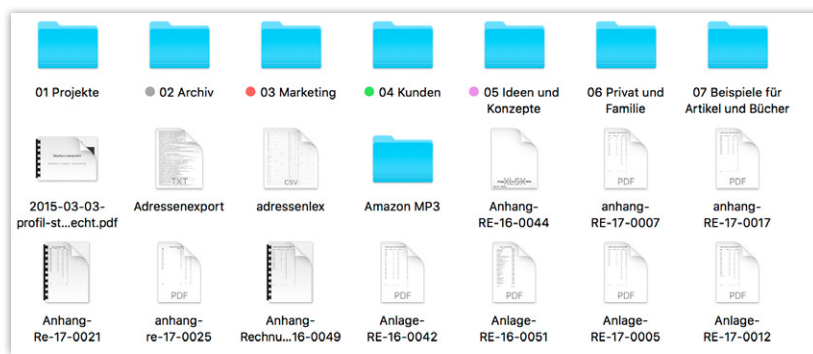 01 Projekte
02 Archiv
03 Marketing
04 Kunden
05 Ideen und
Konzepte
06 Privat und
Familie
07 Beispiele für
Artikel und Bücher
TXT
CSV
XLSX
PDF
PDF
2015-03-03-
profil-st...echt.pdf
Adressenexport
adressenlex
Amazon MP3
Anhang-
RE-16-0044
anhang-
RE-17-0007
anhang-
RE-17-0017
PDF
PDF
PDF
PDF
PDF
Anhang-
Re-17-0021
anhang-
re-17-0025
Anhang-
Rechnu...16-0049
Anlage-
RE-16-0042
Anlage-
RE-16-0051
Anlage-
RE-17-0005
Anlage-
RE-17-0012